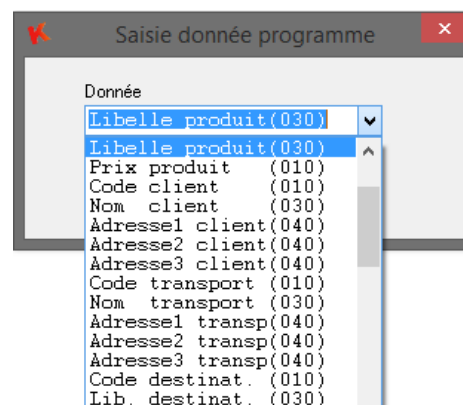 Saisie donnée programme
Donnée
Libelle produit(030)
Libelle produit(030)
Prix produit (010)
Code client (010)
Nom client (030)
Adresse1 client(040)
Adresse2 client(040)
Adresse3 client(040)
Code transport (010)
Nom transport (030)
Adresse1 transp(040)
Adresse2 transp(040)
Adresse3 transp(040)
Code destinat. (010)
Lib. destinat. (030)